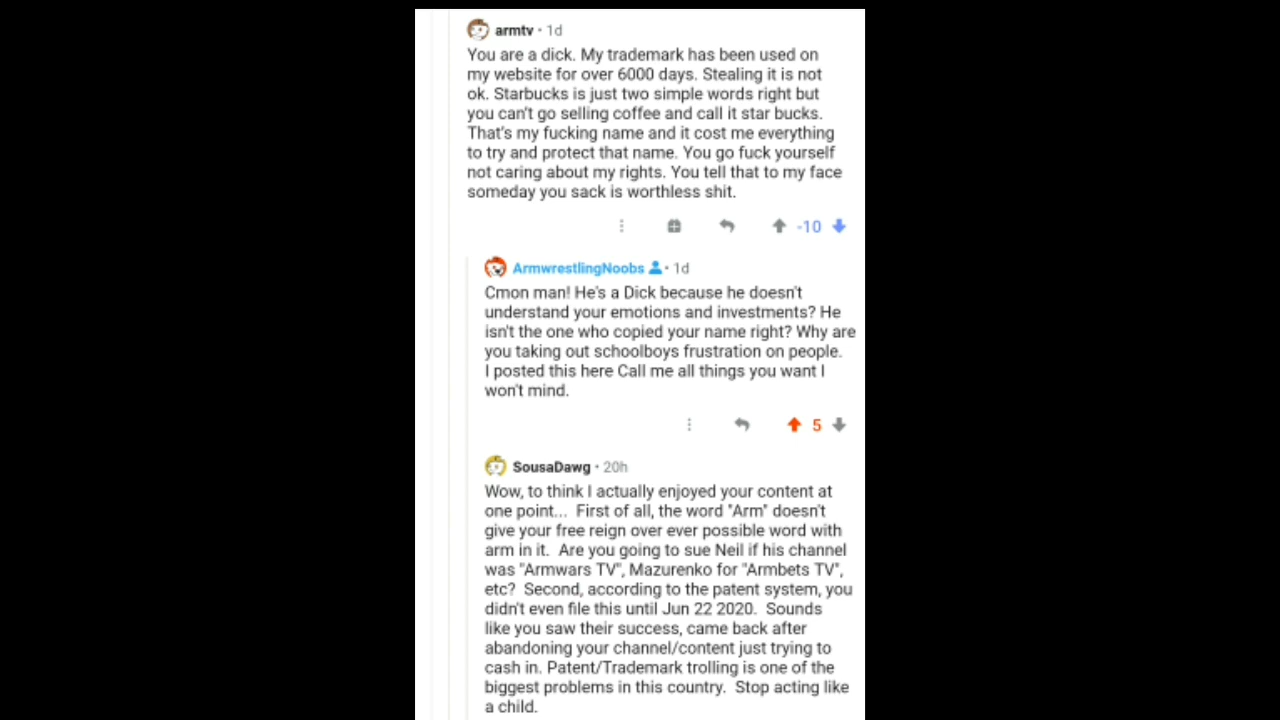 armtv • 1d
You are a dick. My trademark has been used on
my website for over 6000 days. Stealing it is not
ok. Starbucks is just two simple words right but
you can't go selling coffee and call it star bucks.
That's my fucking name and it cost me everything
to try and protect that name. You go fuck yourself
not caring about my rights. You tell that to my face
someday you sack is worthless shit.
-10
ArmwrestlingNoobs • 1d
Cmon man! He's a Dick because he doesn't
understand your emotions and investments? He
isn't the one who copied your name right? Why are
you taking out schoolboys frustration on people.
I posted this here Call me all things you want I
won't mind.
5
SousaDawg • 20h
Wow, to think I actually enjoyed your content at
one point... First of all, the word "Arm" doesn't
give your free reign over ever possible word with
arm in it. Are you going to sue Neil if his channel
was "Armwars TV", Mazurenko for "Armbets TV",
etc? Second, according to the patent system, you
didn't even file this until Jun 22 2020. Sounds
like you saw their success, came back after
abandoning your channel/content just trying to
cash in. Patent/Trademark trolling is one of the
biggest problems in this country. Stop acting like
a child.